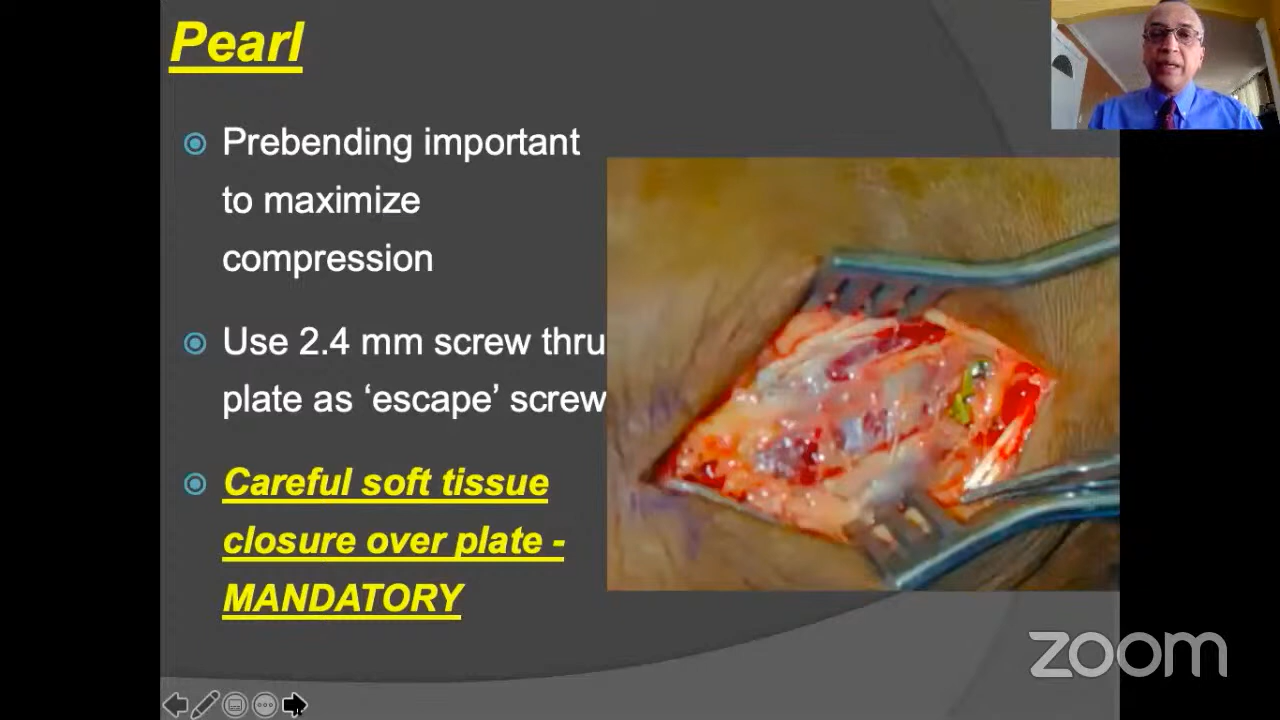 Pearl
Prebending important
to maximize
compression
Use 2.4 mm screw thru
plate as ‘escape’ screw
Careful soft tissue
closure over plate -
MANDATORY
zoom